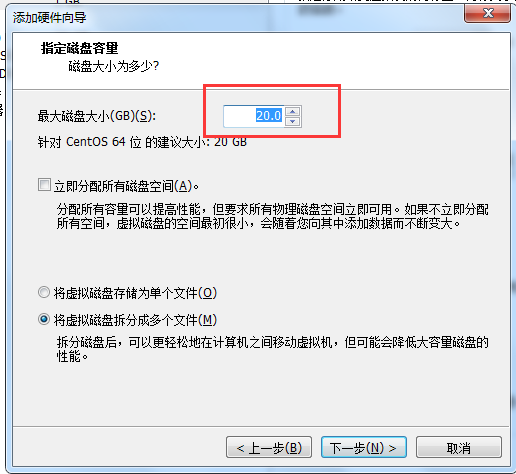 添加硬件向导
指定磁盘容量
磁盘大小为多少?
最大磁盘大小(GB)(S):
20.0
针对 CentOS 64 位 的建议大小: 20 GB
立即分配所有磁盘空间(A)。
分配所有容量可以提高性能，但要求所有物理磁盘空间立即可用。如果不立即分配
所有空间，虚拟磁盘的空间最初很小，会随着您向其中添加数据而不断变大。
将虚拟磁盘存储为单个文件(O)
将虚拟磁盘拆分成多个文件(M)
拆分磁盘后，可以更轻松地在计算机之间移动虚拟机，但可能会降低大容量磁盘的
性能。
< 上一步(B)
下一步(N) >
取消